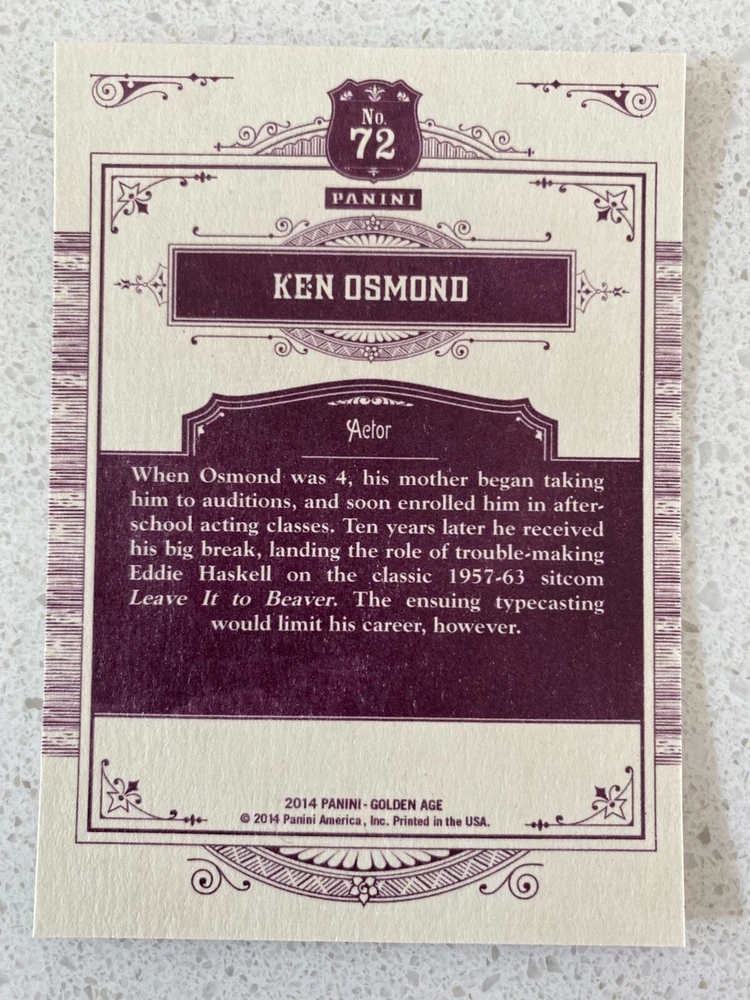 No.
72
PANINI
KEN OSMOND
Actor
When Osmond was 4, his mother began taking
him to auditions, and soon enrolled him in after-
school acting classes. Ten years later he received
his big break, landing the role of trouble-making
Eddie Haskell on the classic 1957-63 sitcom
Leave It to Beaver. The ensuing typecasting
would limit his career, however.
2014 PANINI - GOLDEN AGE
© 2014 Panini America, Inc. Printed in the USA.